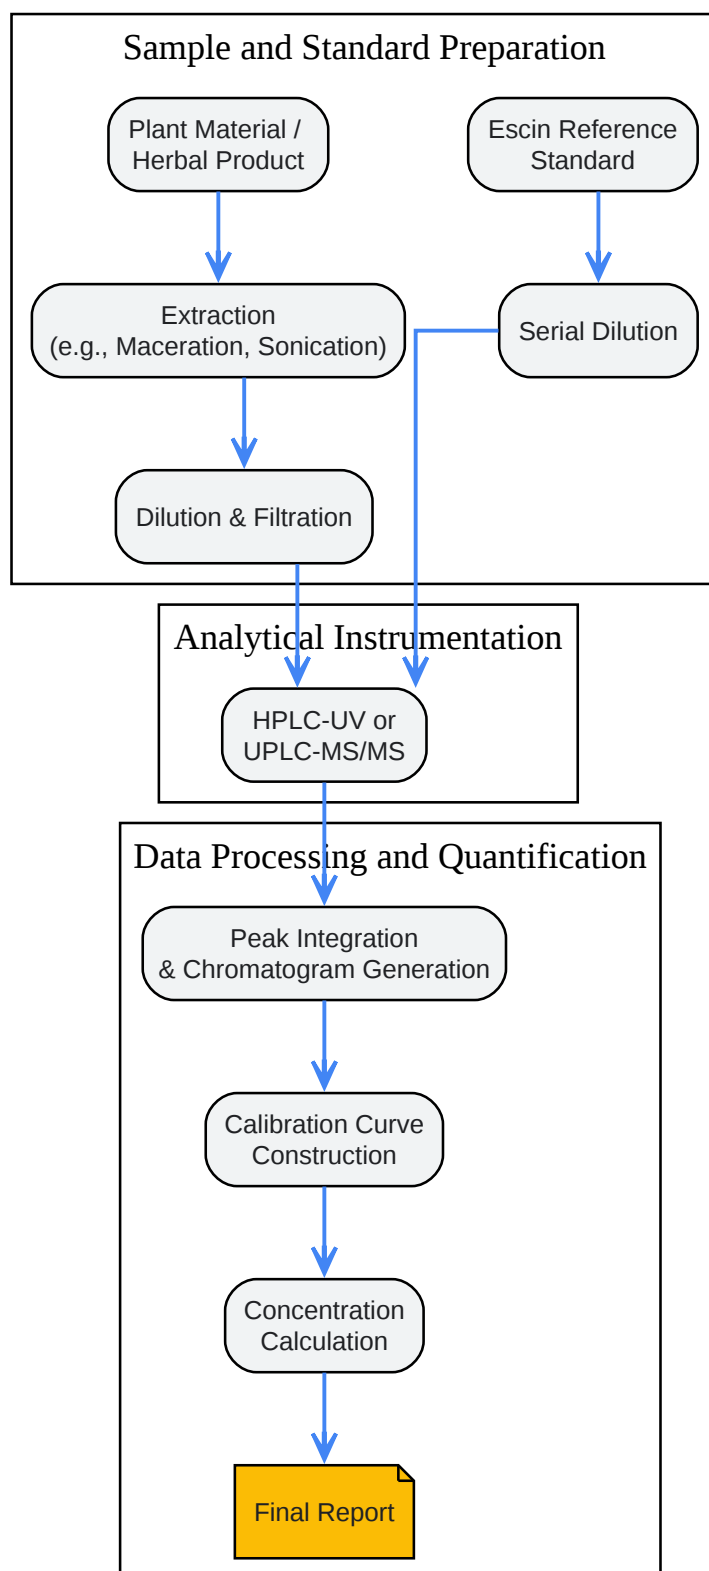 Sample and Standard Preparation
Plant Material /
Herbal Product
Escin Reference
Standard
Extraction
(e.g., Maceration, Sonication)
Serial Dilution
Dilution & Filtration
Analytical Instrumentation
HPLC-UV or
UPLC-MS/MS
Data Processing and Quantification
Peak Integration
& Chromatogram Generation
Calibration Curve
Construction
Concentration
Calculation
Final Report